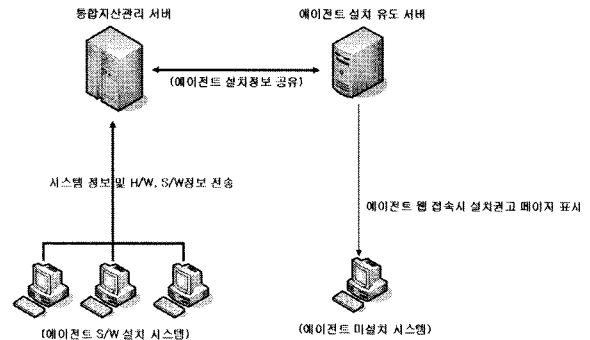 통합자산관리 서버
에이전트 설치 유도 서버
(에이전트 설치정보 공유)
시스템 정보 및 H/W, S/W정보 전송
에이전트 웹 접속시 설치권고 페이지 표시
(에이전트 S/W 설치 시스템)
(에이전트 미설치 시스템)